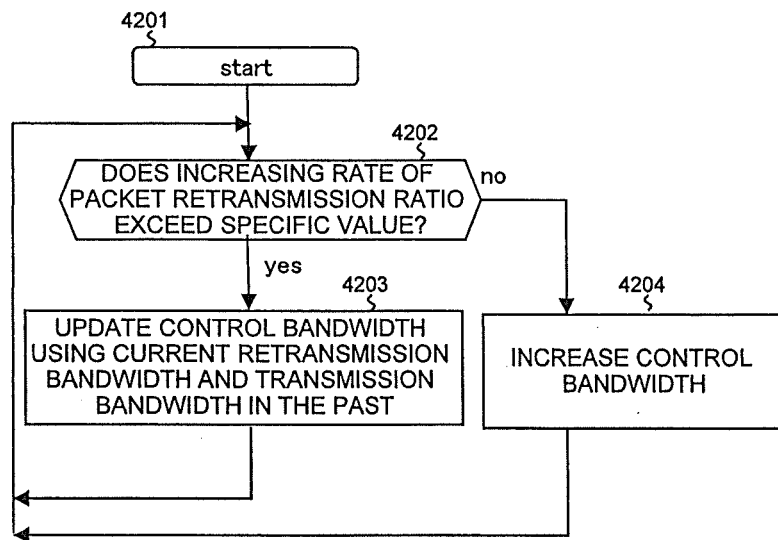 4201
start
4202
DOES INCREASING RATE OF
PACKET RETRANSMISSION RATIO
EXCEED SPECIFIC VALUE?
no
yes
4203
UPDATE CONTROL BANDWIDTH
USING CURRENT RETRANSMISSION
BANDWIDTH AND TRANSMISSION
BANDWIDTH IN THE PAST
4204
INCREASE CONTROL
BANDWIDTH